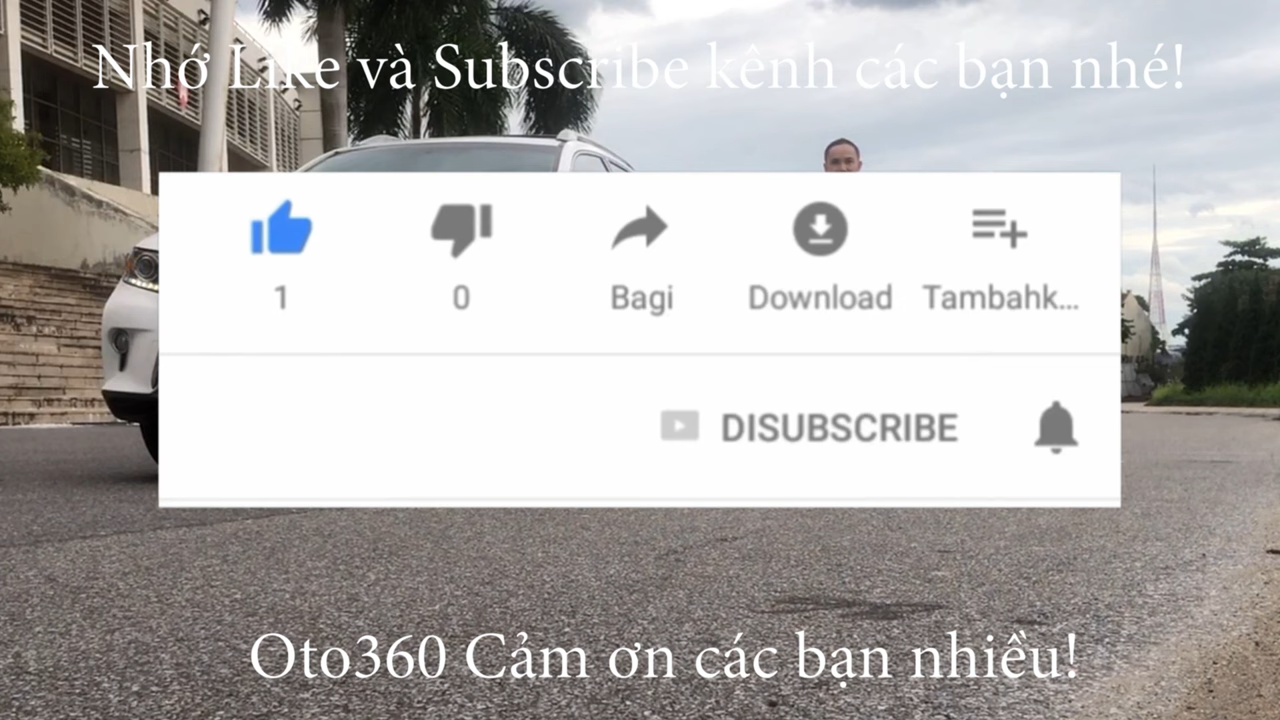 Nhớ Like và Subscribe kênh các bạn nhé!
1
0
Bagi
Download
Tambahk...
DISUBSCRIBE
Oto360 Cảm ơn các bạn nhiều!